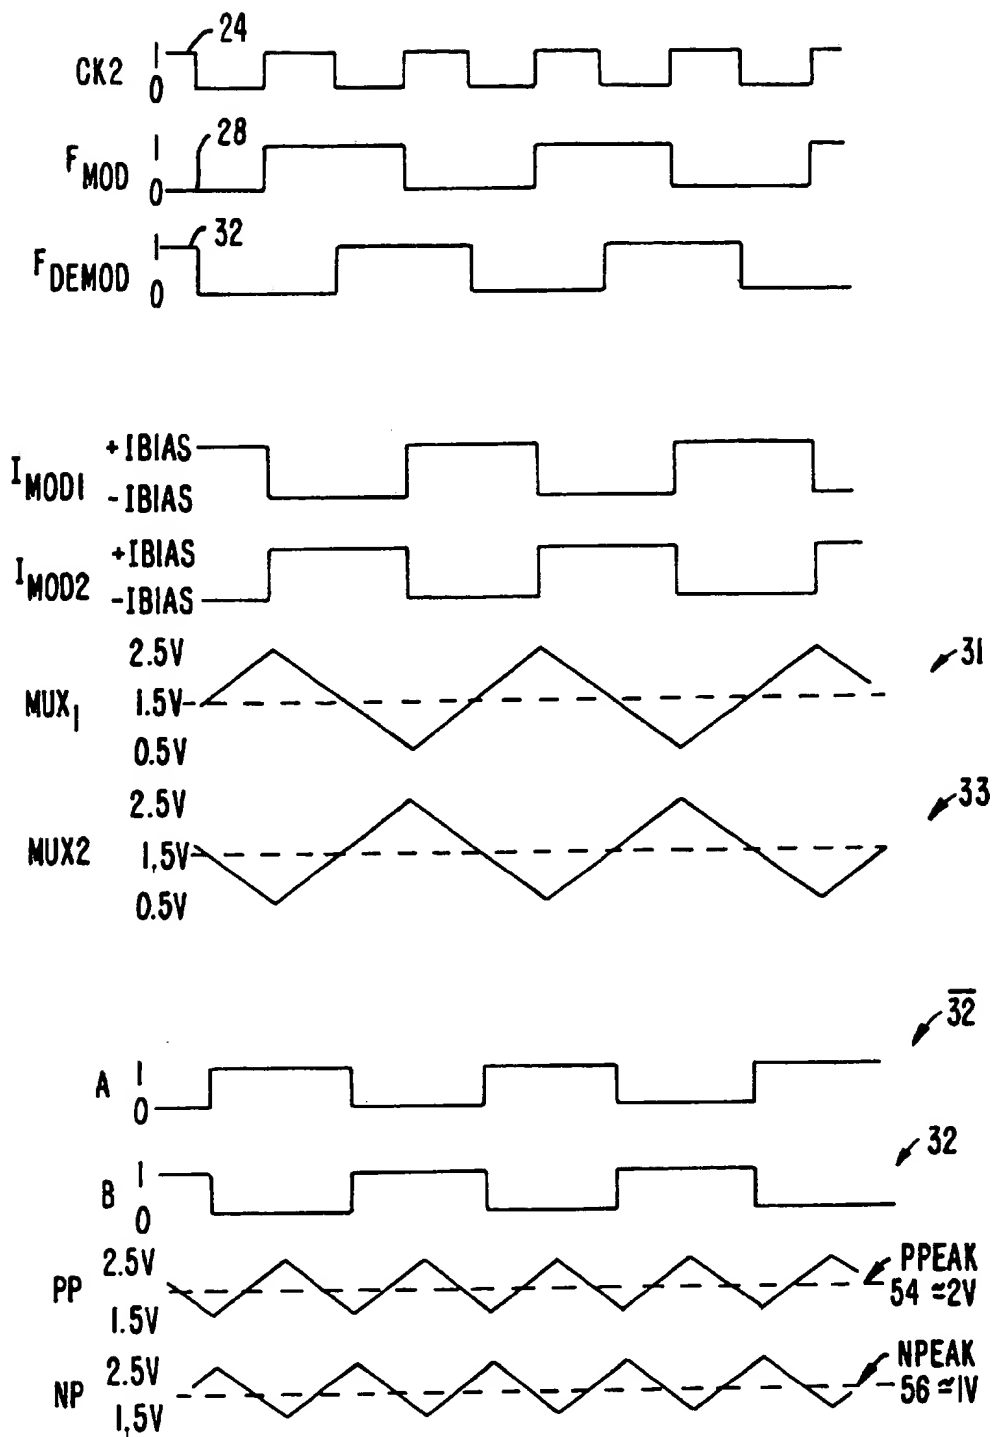 24
CK2 1
0
28
F MOD 1
0
32
F DEMOD 1
0
I MOD1 +IBIAS
-IBIAS
I MOD2 +IBIAS
-IBIAS
2.5V
31
MUX1 1.5V
0.5V
2.5V
33
MUX2 1,5V
0.5V
3̅2̅
A 1
0
32
B 1
0
PP 2.5V
1.5V
PPEAK
54 ≃2V
NP 2.5V
1,5V
NPEAK
56 ≃1V